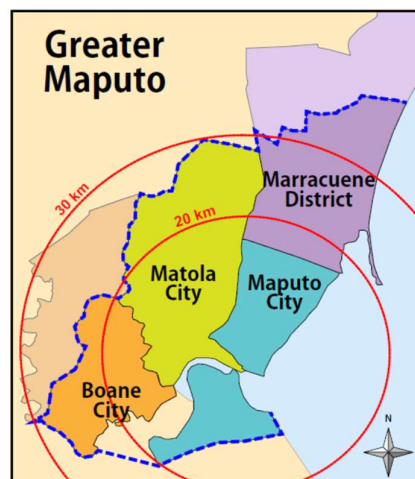 Greater
Maputo
30 km
20 km
Marracuene
District
Matola
City
Maputo
City
Boane
City
N